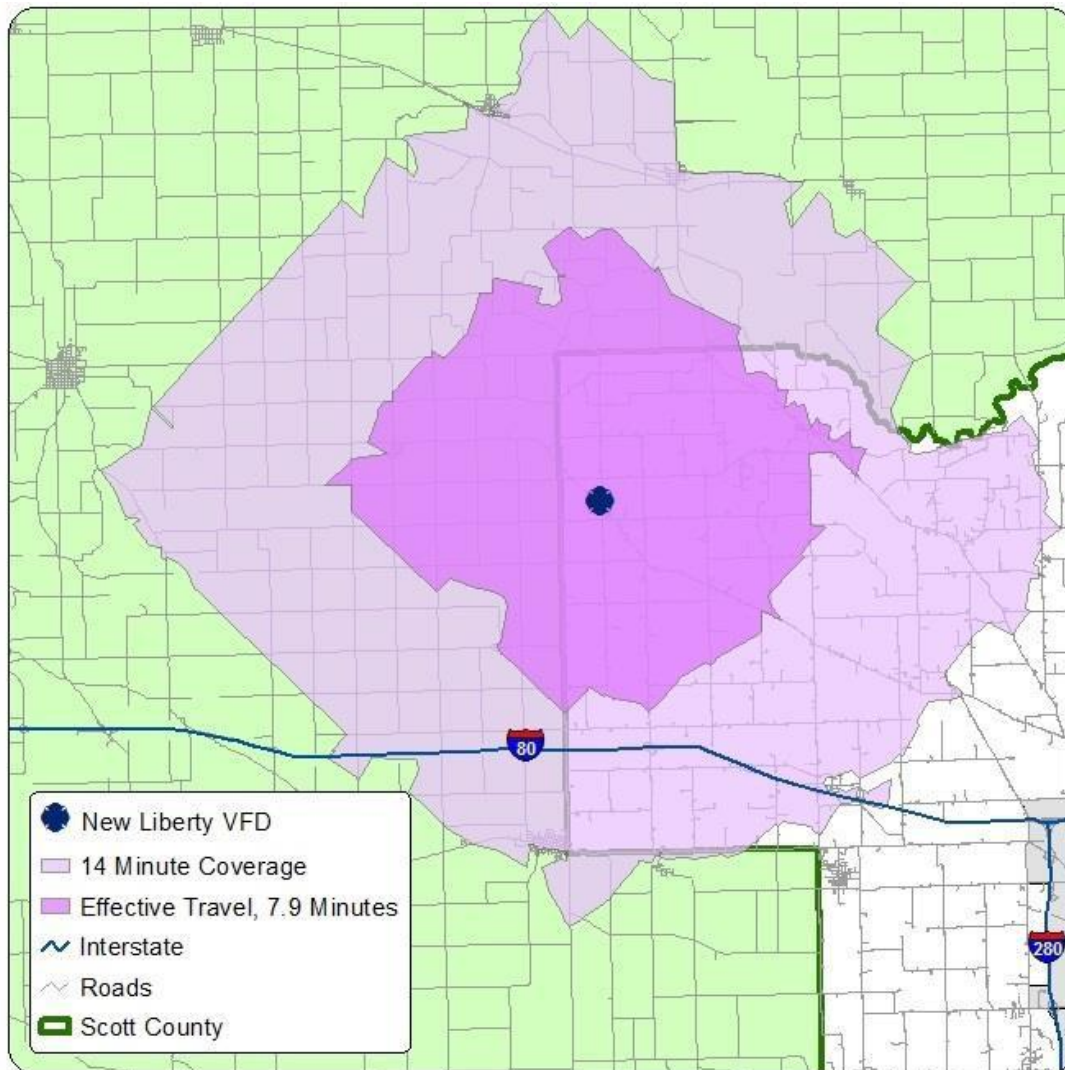 80
New Liberty VFD
14 Minute Coverage
Effective Travel, 7.9 Minutes
Interstate
Roads
Scott County
280